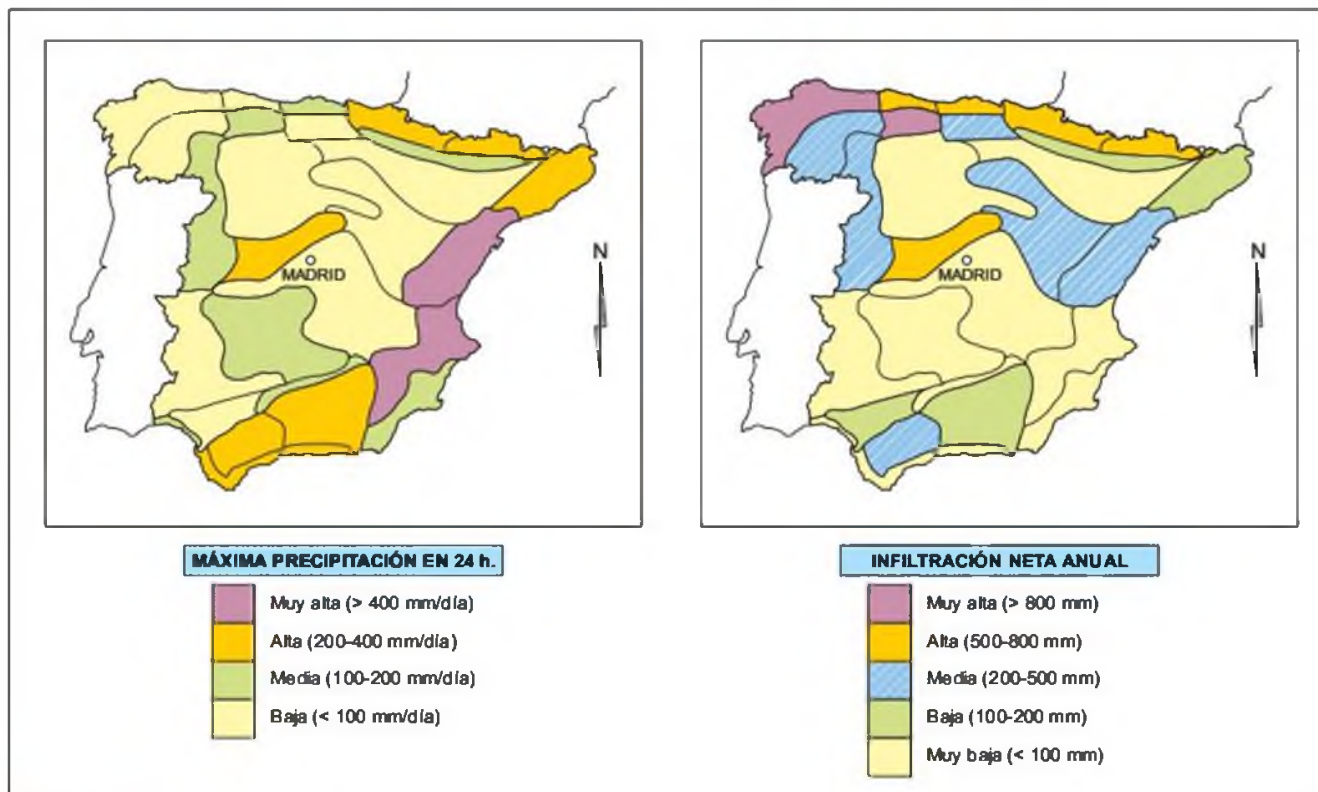 N
MADRID
MÁXIMA PRECIPITACIÓN EN 24 h.
Muy alta (> 400 mm/día)
Alta (200-400 mm/día)
Media (100-200 mm/día)
Baja (< 100 mm/día)
N
MADRID
INFILTRACIÓN NETA ANUAL
Muy alta (> 800 mm)
Alta (500-800 mm)
Media (200-500 mm)
Baja (100-200 mm)
Muy baja (< 100 mm)